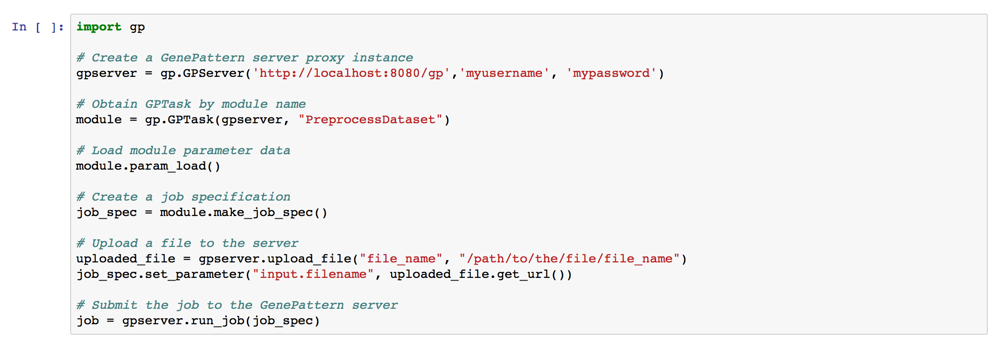 In [ ]: import gp
# Create a GenePattern server proxy instance
gpserver = gp.GPServer('http://localhost:8080/gp','myusername', 'mypassword')
# Obtain GPTask by module name
module = gp.GPTask(gpserver, "PreprocessDataset")
# Load module parameter data
module.param_load()
# Create a job specification
job_spec = module.make_job_spec()
# Upload a file to the server
uploaded_file = gpserver.upload_file("file_name", "/path/to/the/file/file_name")
job_spec.set_parameter("input.filename", uploaded_file.get_url())
# Submit the job to the GenePattern server
job = gpserver.run_job(job_spec)